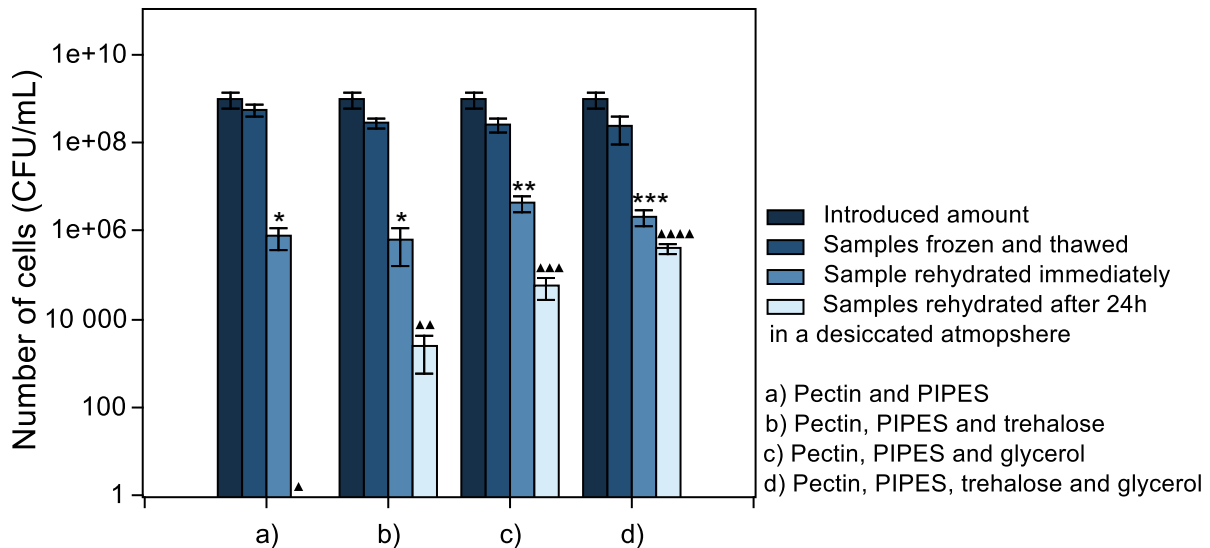 Number of cells (CFU/mL)
1e+10
1e+08
1e+06
10 000
100
1
*
*
**
***
▲
▲▲
▲▲▲
▲▲▲▲
a)
b)
c)
d)
Introduced amount
Samples frozen and thawed
Sample rehydrated immediately
Samples rehydrated after 24h
in a desiccated atmopshere
a) Pectin and PIPES
b) Pectin, PIPES and trehalose
c) Pectin, PIPES and glycerol
d) Pectin, PIPES, trehalose and glycerol